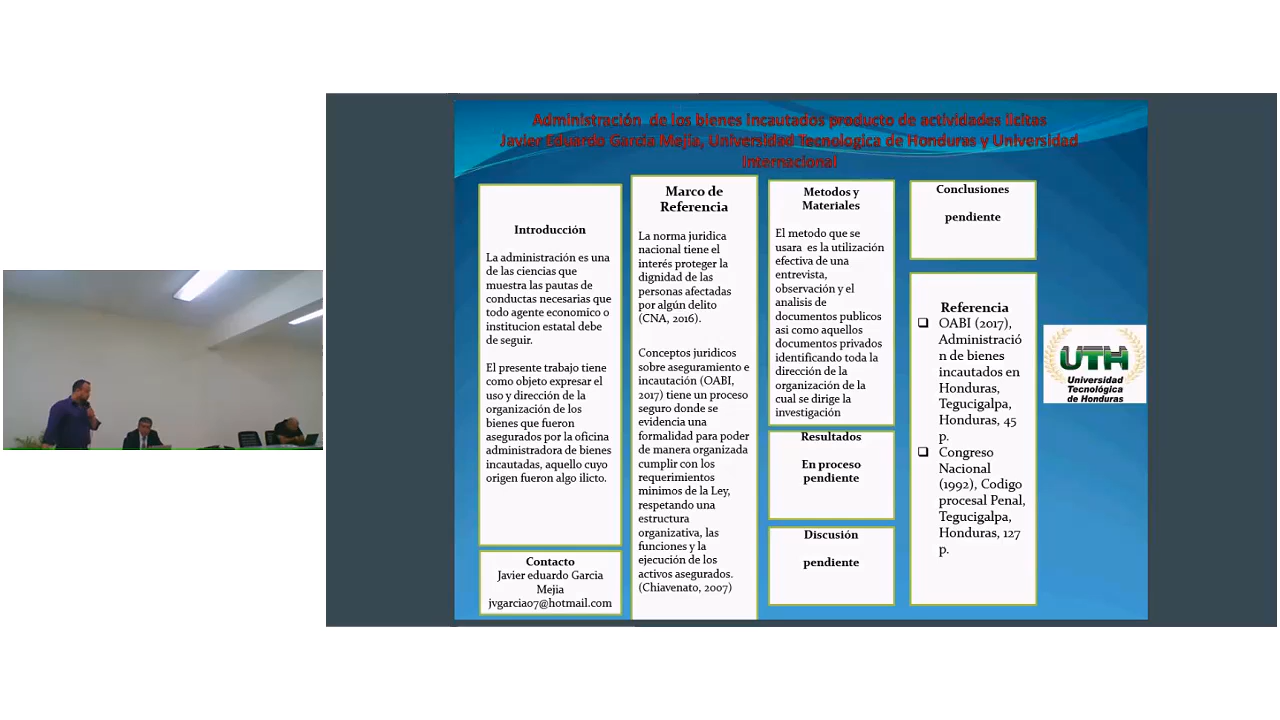 Administración de los bienes incautados producto de actividades ilcitas
Javier Eduardo Garcia Mejia, Universidad Tecnologica de Honduras y Universidad
Internacional
Introducción
La administración es una
de las ciencias que
muestra las pautas de
conductas necesarias que
todo agente economico o
institucion estatal debe
de seguir.
El presente trabajo tiene
como objeto expresar el
uso y dirección de la
organización de los
bienes que fueron
asegurados por la oficina
administradora de bienes
incautadas, aquello cuyo
origen fueron algo ilicto.
Contacto
Javier eduardo Garcia
Mejia
jvgarcia07@hotmail.com
Marco de
Referencia
La norma juridica
nacional tiene el
interés proteger la
dignidad de las
personas afectadas
por algún delito
(CNA, 2016).
Conceptos juridicos
sobre aseguramiento e
incautación (OABI,
2017) tiene un proceso
seguro donde se
evidencia una
formalidad para poder
de manera organizada
cumplir con los
requerimientos
minimos de la Ley,
respetando una
estructura
organizativa, las
funciones y la
ejecución de los
activos asegurados.
(Chiavenato, 2007)
Metodos y
Materiales
El metodo que se
usara es la utilización
efectiva de una
entrevista,
observación y el
analisis de
documentos publicos
asi como aquellos
documentos privados
identificando toda la
dirección de la
organización de la
cual se dirige la
investigación
Resultados
En proceso
pendiente
Discusión
pendiente
Conclusiones
pendiente
Referencia
OABI (2017),
Administració
n de bienes
incautados en
Honduras,
Tegucigalpa,
Honduras, 45
p.
Congreso
Nacional
(1992), Codigo
procesal Penal,
Tegucigalpa,
Honduras, 127
p.
UTH
Universidad
Tecnológica
de Honduras